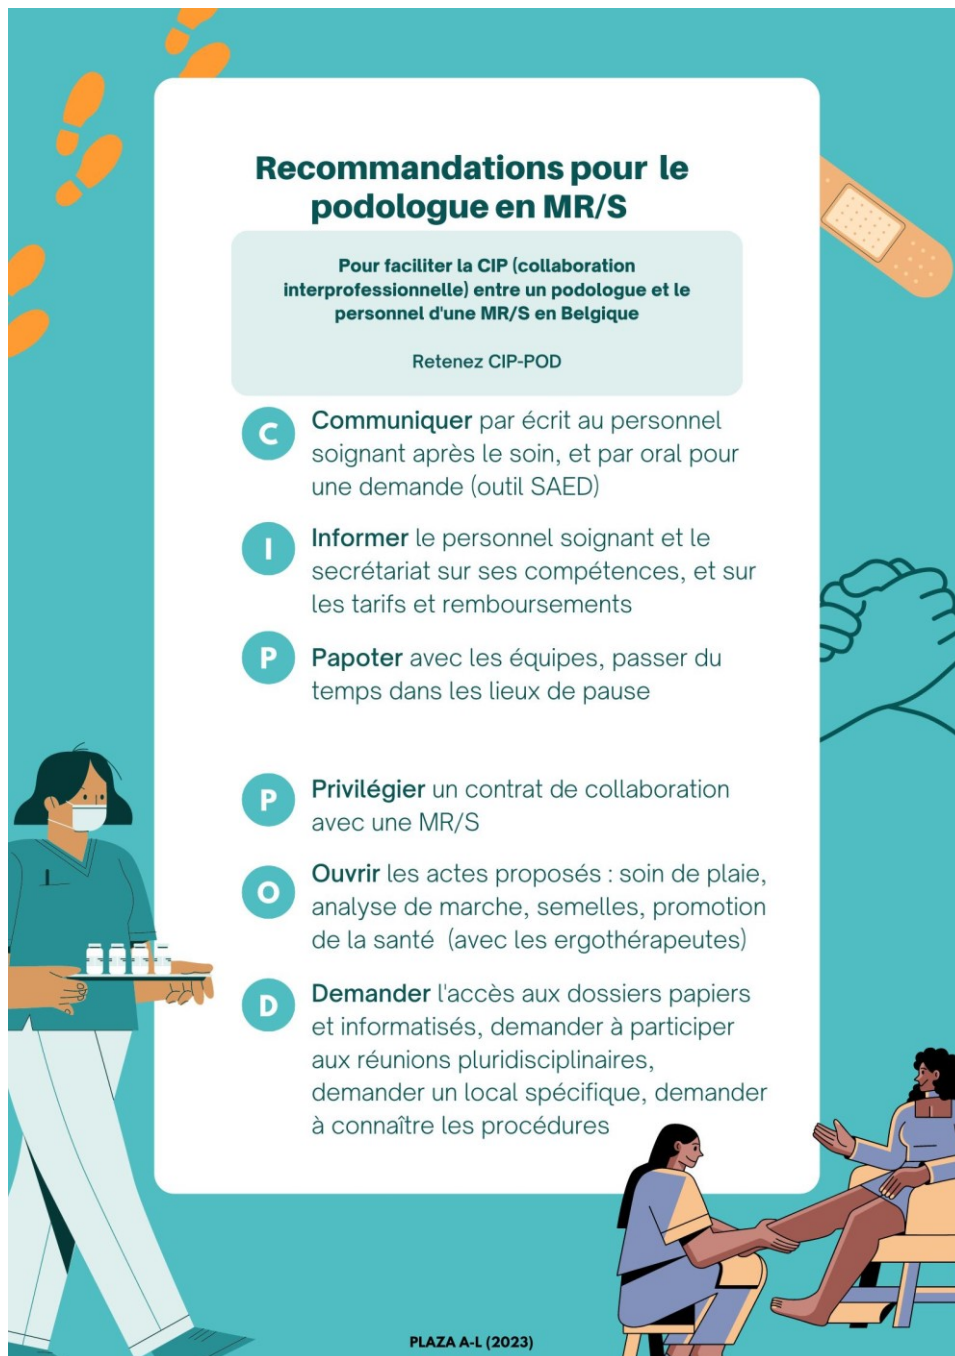 Recommandations pour le
podologue en MR/S
Pour faciliter la CIP (collaboration
interprofessionnelle) entre un podologue et le
personnel d'une MR/S en Belgique
Retenez CIP-POD
C
Communiquer par écrit au personnel
soignant après le soin, et par oral pour
une demande (outil SAED)
I
Informer le personnel soignant et le
secrétariat sur ses compétences, et sur
les tarifs et remboursements
P
Papoter avec les équipes, passer du
temps dans les lieux de pause
P
Privilégier un contrat de collaboration
avec une MR/S
O
Ouvrir les actes proposés : soin de plaie,
analyse de marche, semelles, promotion
de la santé (avec les ergothérapeutes)
D
Demander l'accès aux dossiers papiers
et informatisés, demander à participer
aux réunions pluridisciplinaires,
demander un local spécifique, demander
à connaître les procédures
PLAZA A-L (2023)